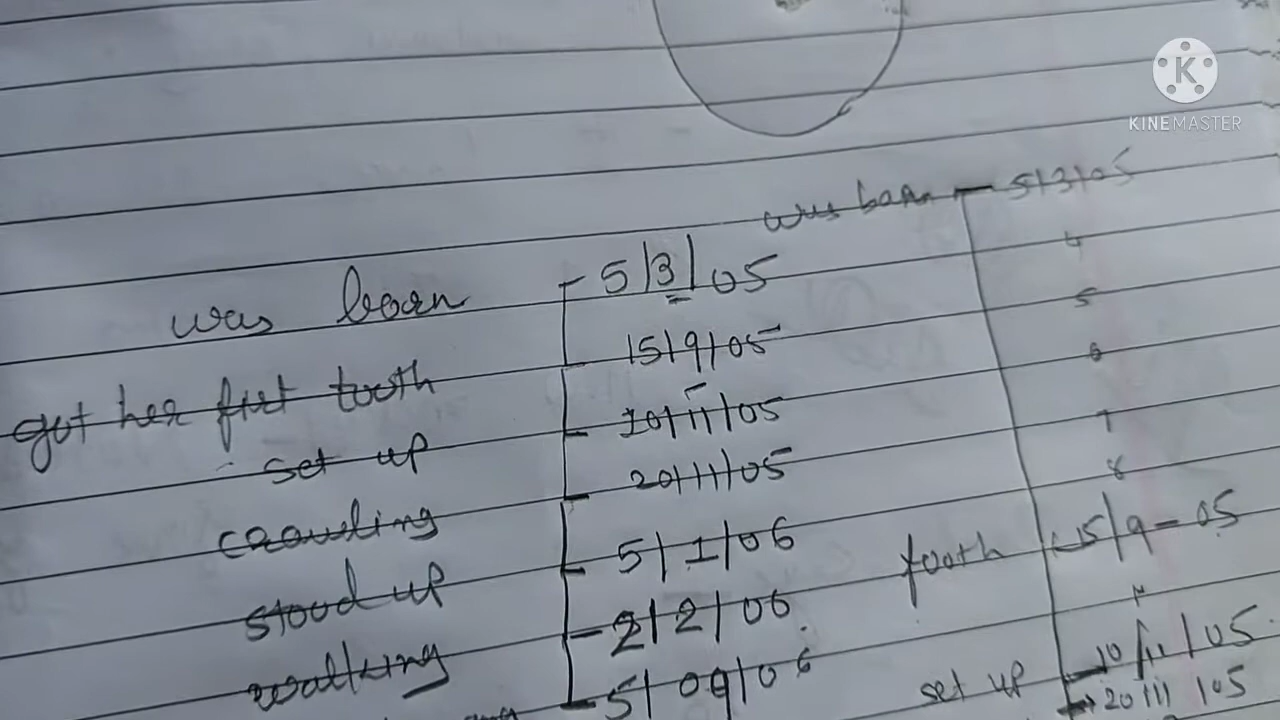 KINEMASTER
was born - 5/3/05
4
5
6
7
8
tooth 15/9-05
10/11/05
set up
20/11/05
was born - 5/3/05
got her fist tooth 15/9/05
set up 10/11/05
crawling 20/11/05
stood up 5/1/06
walking - 2/2/06
5/09/06